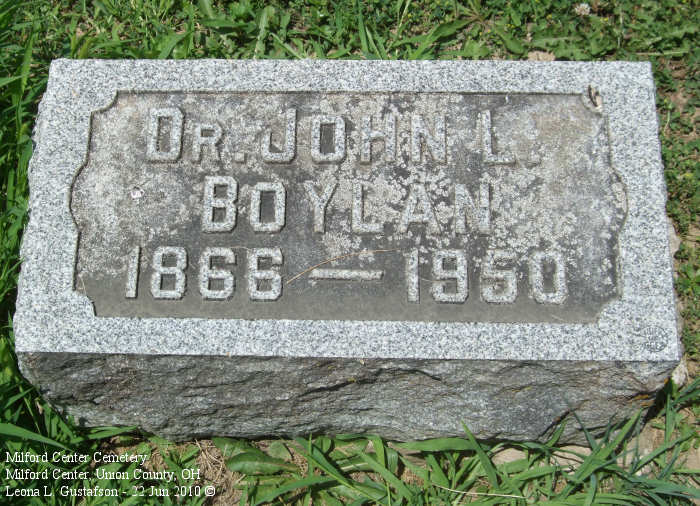 Dr. John L.
Boylan
1866 — 1950
Milford Center Cemetery
Milford Center, Union County, OH
Leona L. Gustafson - 22 Jun 2010 ©